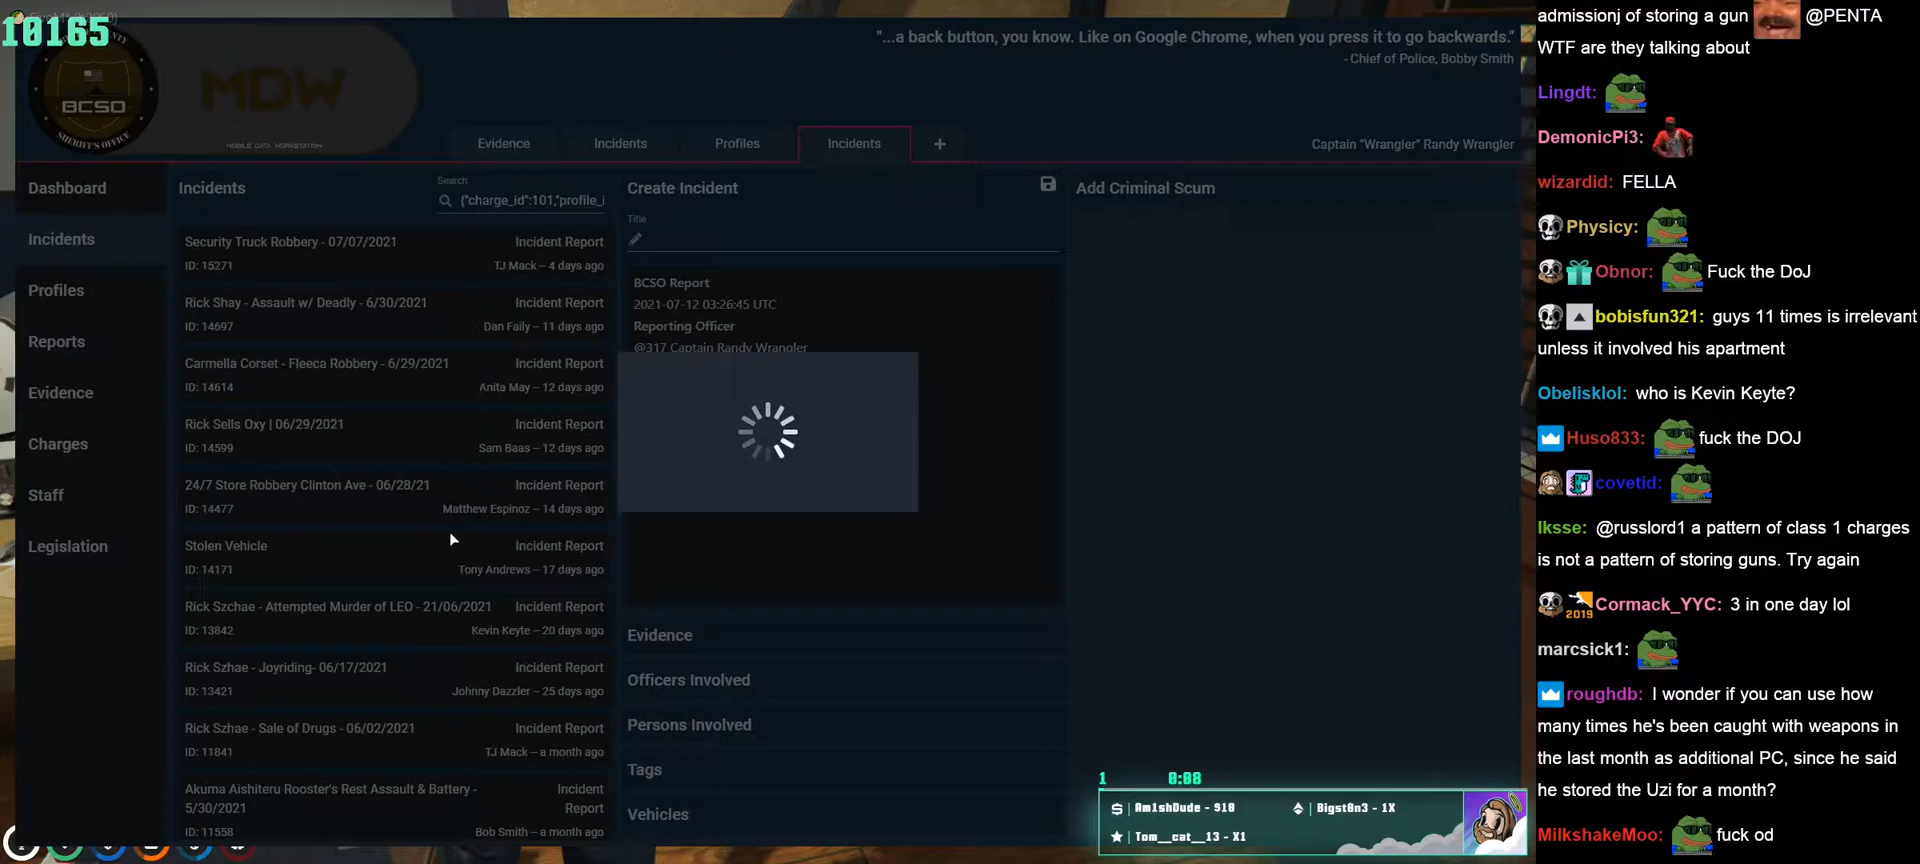 10165
"...a back button, you know. Like on Google Chrome, when you press it to go backwards."
- Chief of Police, Bobby Smith
BCSO
SHERIFF'S OFFICE
MDW
MOBILE DATA WORKSTATION
Evidence
Incidents
Profiles
Incidents
+
Captain "Wrangler" Randy Wrangler
Dashboard
Incidents
Profiles
Reports
Evidence
Charges
Staff
Legislation
Incidents
Search
{"charge_id":101,"profile_i
Security Truck Robbery - 07/07/2021 Incident Report
ID: 15271 TJ Mack – 4 days ago
Rick Shay - Assault w/ Deadly - 6/30/2021 Incident Report
ID: 14697 Dan Faily – 11 days ago
Carmella Corset - Fleeca Robbery - 6/29/2021 Incident Report
ID: 14614 Anita May – 12 days ago
Rick Sells Oxy | 06/29/2021 Incident Report
ID: 14599 Sam Baas – 12 days ago
24/7 Store Robbery Clinton Ave - 06/28/21 Incident Report
ID: 14477 Matthew Espinoz – 14 days ago
Stolen Vehicle Incident Report
ID: 14171 Tony Andrews – 17 days ago
Rick Szchae - Attempted Murder of LEO - 21/06/2021 Incident Report
ID: 13842 Kevin Keyte – 20 days ago
Rick Szhae - Joyriding- 06/17/2021 Incident Report
ID: 13421 Johnny Dazzler – 25 days ago
Rick Szhae - Sale of Drugs - 06/02/2021 Incident Report
ID: 11841 TJ Mack – a month ago
Akuma Aishiteru Rooster's Rest Assault & Battery - Incident
5/30/2021 Report
ID: 11558 Bob Smith – a month ago
Create Incident
Title
BCSO Report
2021-07-12 03:26:45 UTC
Reporting Officer
@317 Captain Randy Wrangler
Evidence
Officers Involved
Persons Involved
Tags
Vehicles
Add Criminal Scum
1 0:08
Am1shDude - 910
Bigst0n3 - 1X
Tom__cat__13 - X1
admissionj of storing a gun @PENTA
WTF are they talking about
Lingdt:
DemonicPi3:
wizardid: FELLA
Physicy:
Obnor: Fuck the DoJ
bobisfun321: guys 11 times is irrelevant
unless it involved his apartment
Obelisklol: who is Kevin Keyte?
Huso833: fuck the DOJ
covetid:
Iksse: @russlord1 a pattern of class 1 charges
is not a pattern of storing guns. Try again
2019 Cormack_YYC: 3 in one day lol
marcsick1:
roughdb: I wonder if you can use how
many times he's been caught with weapons in
the last month as additional PC, since he said
he stored the Uzi for a month?
MilkshakeMoo: fuck od